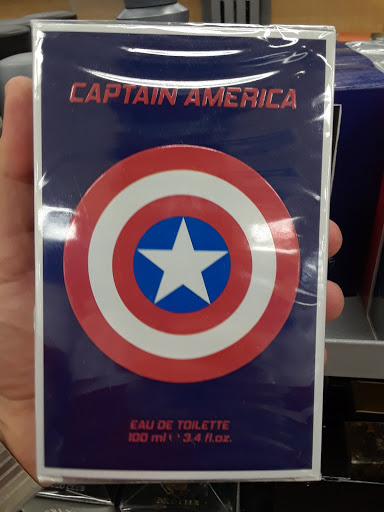 CAPTAIN AMERICA
EAU DE TOILETTE
100 ml ℮ 3.4 fl.oz.